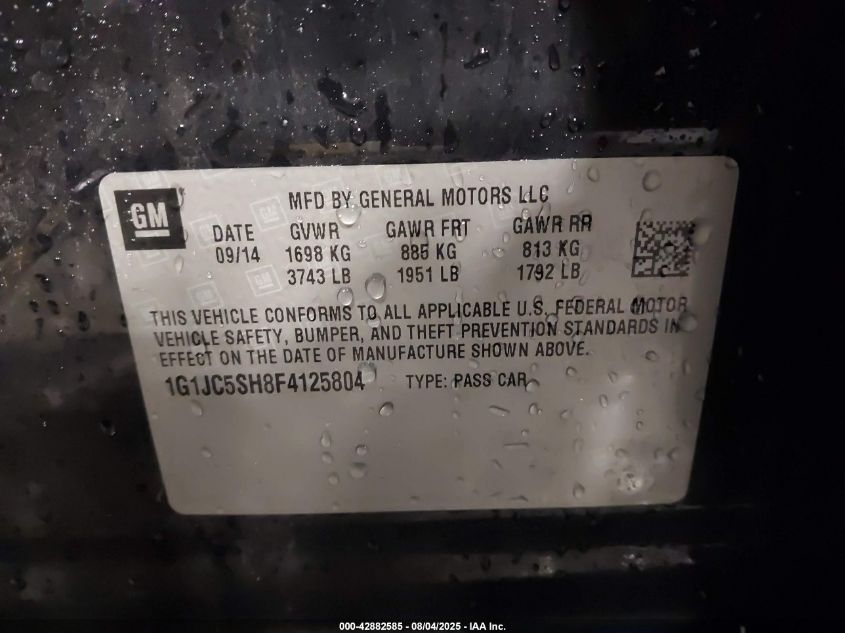 GM
MFD BY GENERAL MOTORS LLC
DATE GVWR GAWR FRT GAWR RR
09/14 1698 KG 885 KG 813 KG
3743 LB 1951 LB 1792 LB
THIS VEHICLE CONFORMS TO ALL APPLICABLE U.S. FEDERAL MOTOR
VEHICLE SAFETY, BUMPER, AND THEFT PREVENTION STANDARDS IN
EFFECT ON THE DATE OF MANUFACTURE SHOWN ABOVE.
1G1JC5SH8F4125804 TYPE: PASS CAR
000-42882585 - 08/04/2025 - IAA Inc.